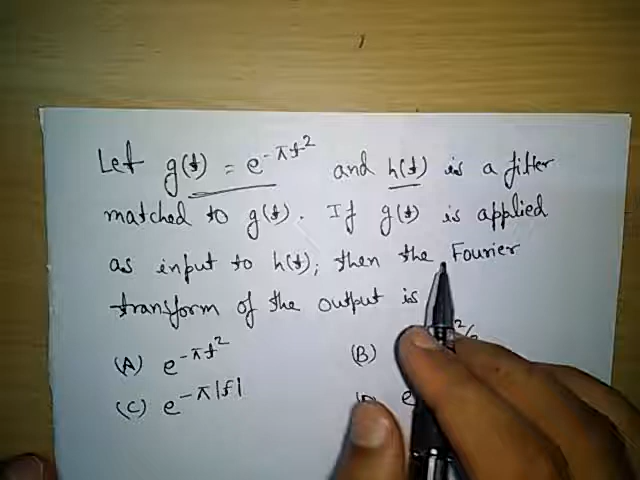 Let g(t) = e^{-πt²} and h(t) is a filter
matched to g(t). If g(t) is applied
as input to h(t), then the Fourier
transform of the output is
(A) e^{-πf²} (B)
(C) e^{-π|f|} (D) e